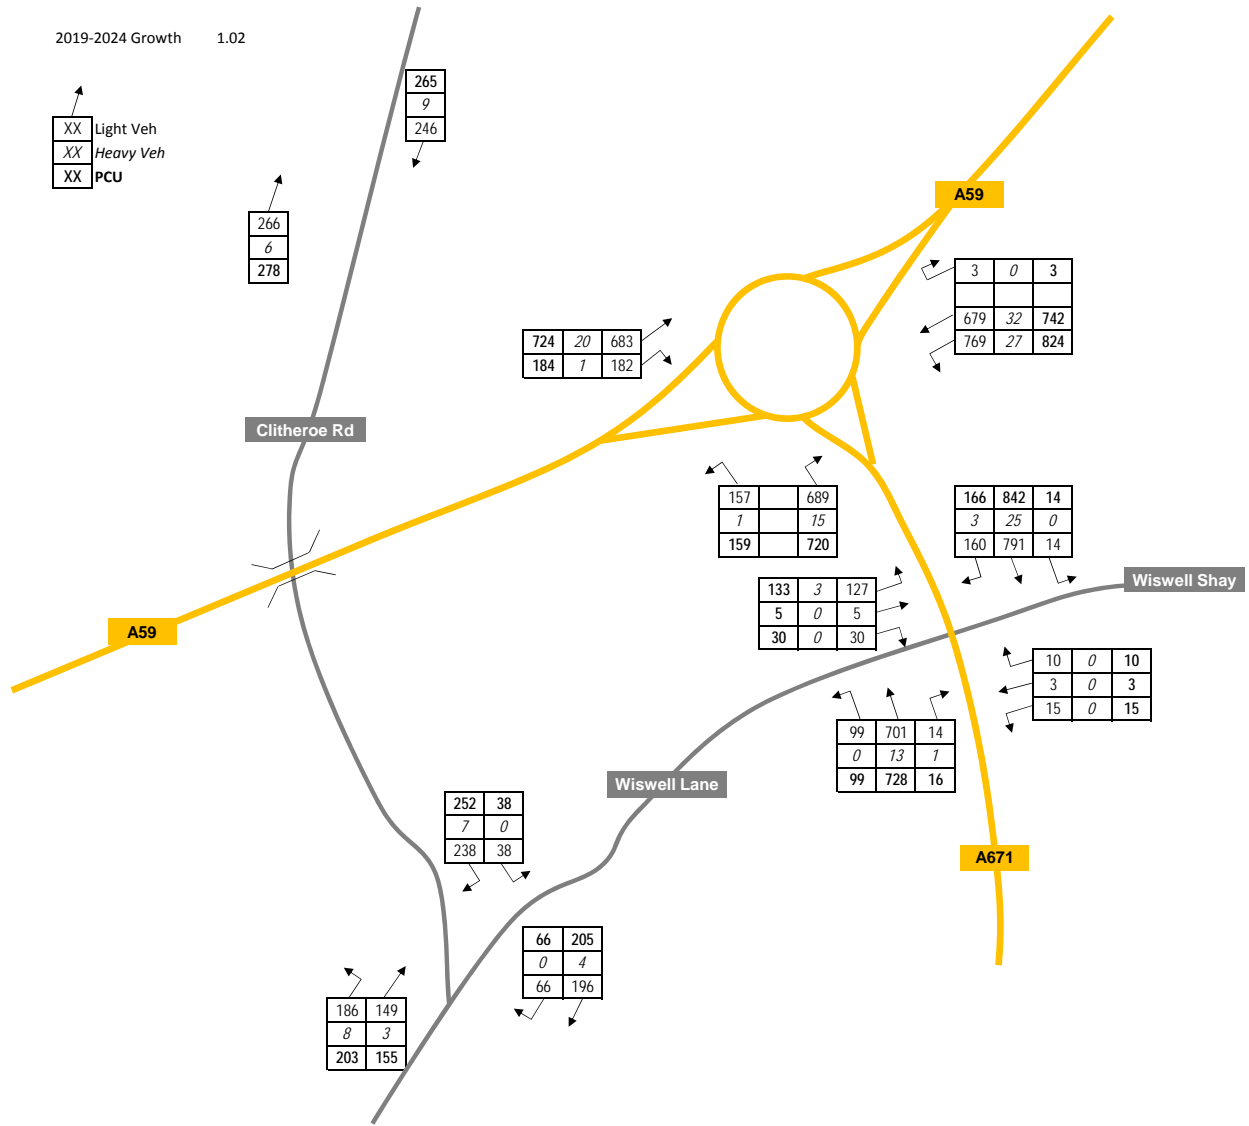 2019-2024 Growth 1.02
XX Light Veh
XX Heavy Veh
XX PCU
265
9
246
266
6
278
A59
3 0 3
679 32 742
769 27 824
724 20 683
184 1 182
Clitheroe Rd
157 689
1 15
159 720
166 842 14
3 25 0
160 791 14
Wiswell Shay
133 3 127
5 0 5
30 0 30
A59
10 0 10
3 0 3
15 0 15
99 701 14
0 13 1
99 728 16
Wiswell Lane
252 38
7 0
238 38
A671
66 205
0 4
66 196
186 149
8 3
203 155